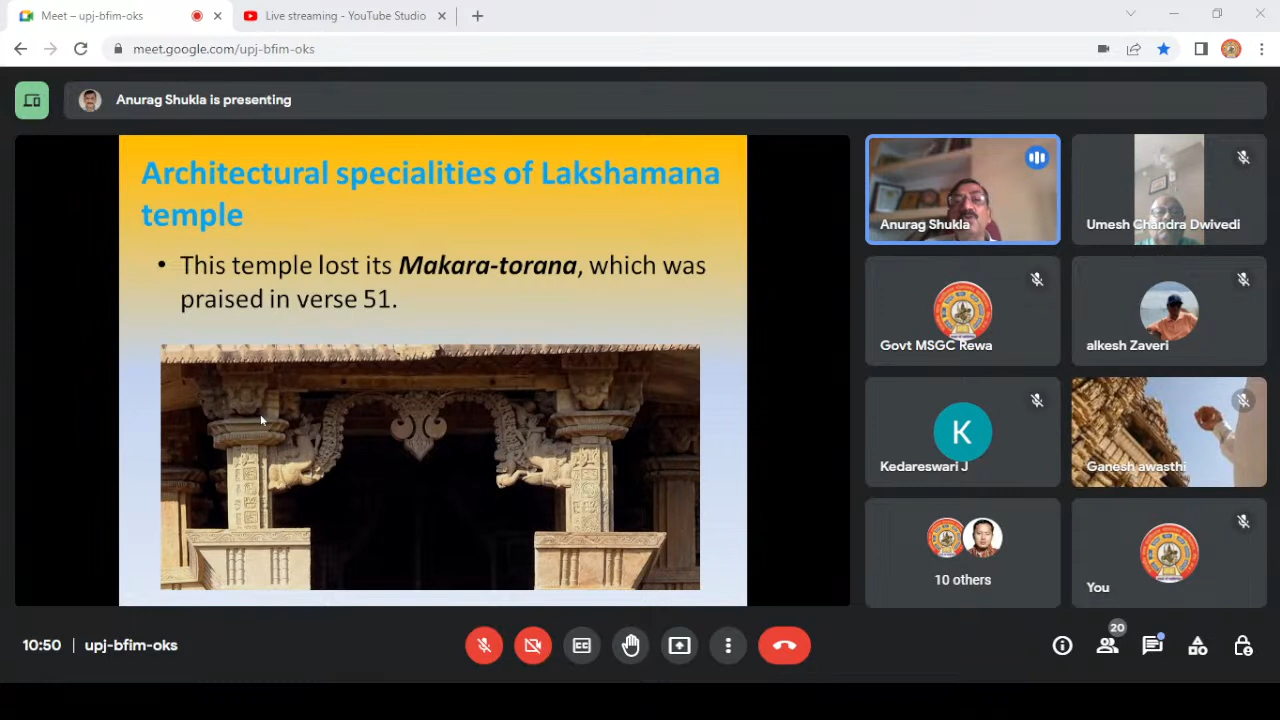 Meet – upj-bfim-oks
Live streaming - YouTube Studio
meet.google.com/upj-bfim-oks
Anurag Shukla is presenting
Architectural specialities of Lakshamana
temple
• This temple lost its Makara-torana, which was
praised in verse 51.
Anurag Shukla
Umesh Chandra Dwivedi
Govt MSGC Rewa
alkesh Zaveri
K
Kedareswari J
Ganesh awasthi
10 others
You
10:50 | upj-bfim-oks
CC
20